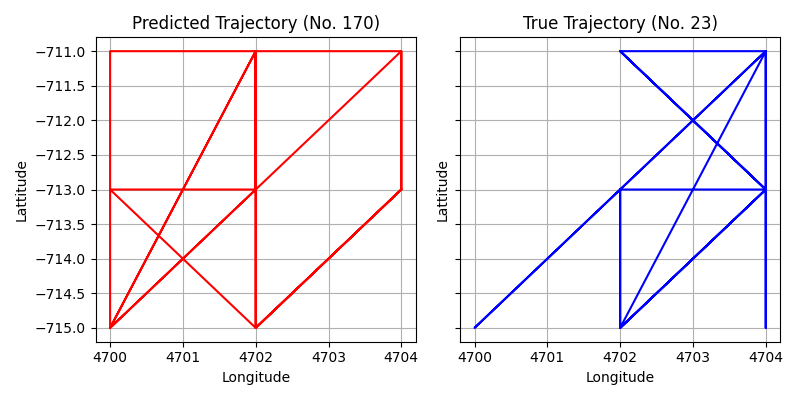 Predicted Trajectory (No. 170)
True Trajectory (No. 23)
−711.0
−711.5
−712.0
−712.5
−713.0
−713.5
−714.0
−714.5
−715.0
Lattitude
Lattitude
4700 4701 4702 4703 4704
4700 4701 4702 4703 4704
Longitude
Longitude